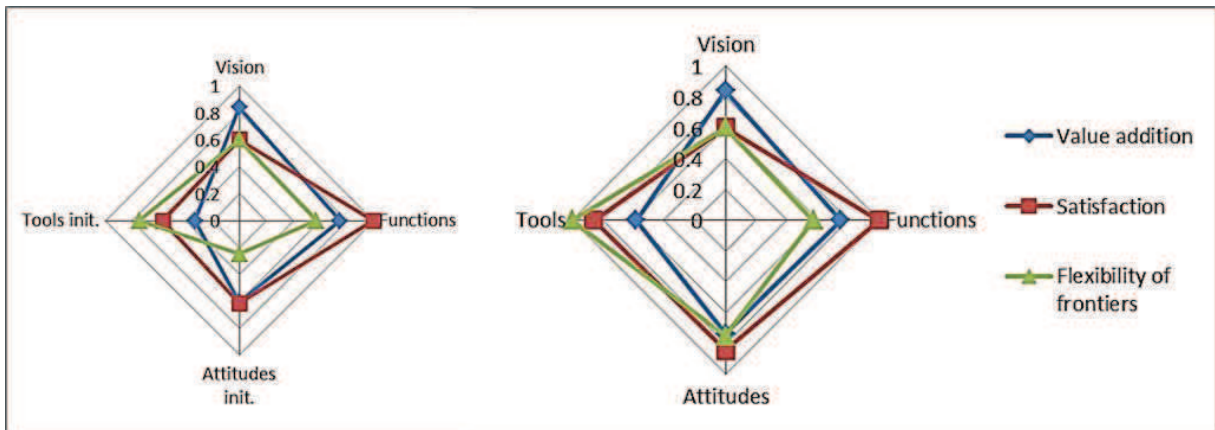 Vision
1
0.8
0.6
0.4
0.2
0
Tools init.
Functions
Attitudes
init.
Vision
1
0.8
0.6
0.4
0.2
0
Tools
Functions
Attitudes
Value addition
Satisfaction
Flexibility of
frontiers